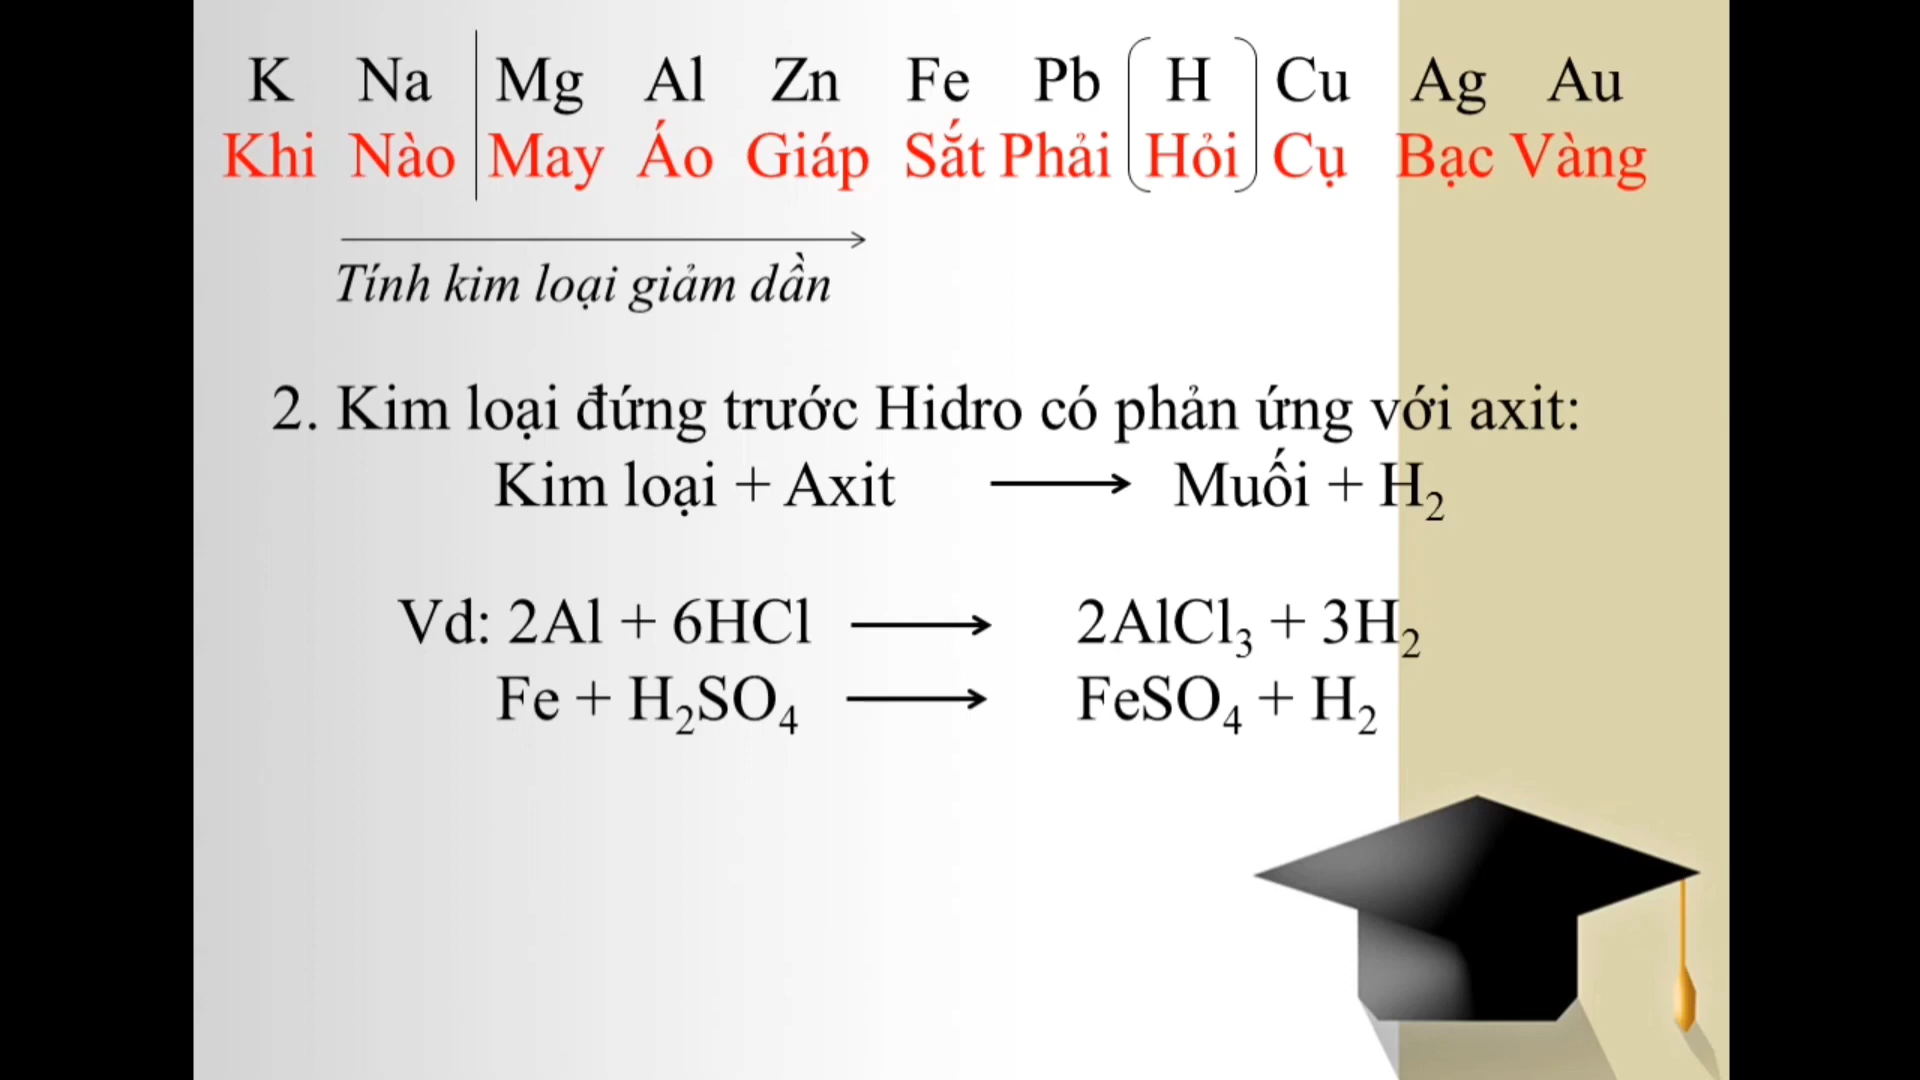 K Na Mg Al Zn Fe Pb H Cu Ag Au
Khi Nào May Áo Giáp Sắt Phải Hỏi Cụ Bạc Vàng
Tính kim loại giảm dần
2. Kim loại đứng trước Hidro có phản ứng với axit:
Kim loại + Axit → Muối + H₂
Vd: 2Al + 6HCl → 2AlCl₃ + 3H₂
Fe + H₂SO₄ → FeSO₄ + H₂